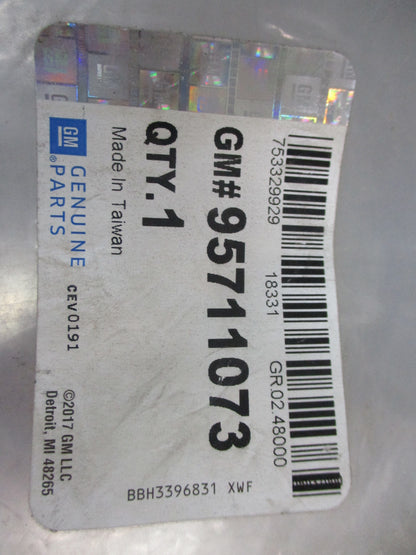 753329929 18331 GR.02.48000
GM# 95711073
QTY. 1
Made In Taiwan
GM GENUINE
® PARTS
CEV0191
©2017 GM LLC
Detroit, MI 48265
BBH3396831 XWF